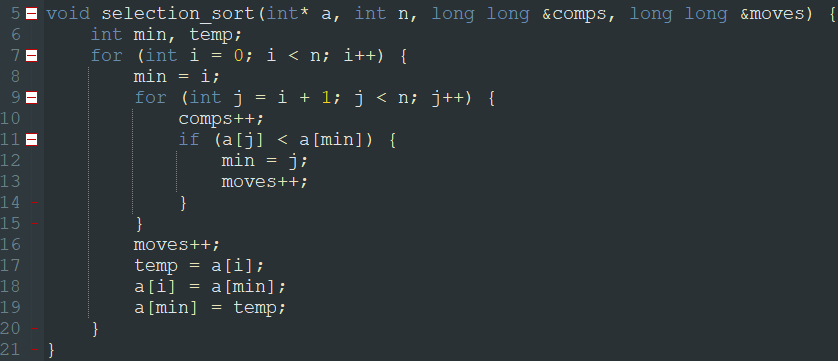 5 void selection_sort(int* a, int n, long long &comps, long long &moves) {
6     int min, temp;
7     for (int i = 0; i < n; i++) {
8         min = i;
9         for (int j = i + 1; j < n; j++) {
10             comps++;
11             if (a[j] < a[min]) {
12                 min = j;
13                 moves++;
14             }
15         }
16         moves++;
17         temp = a[i];
18         a[i] = a[min];
19         a[min] = temp;
20     }
21 }